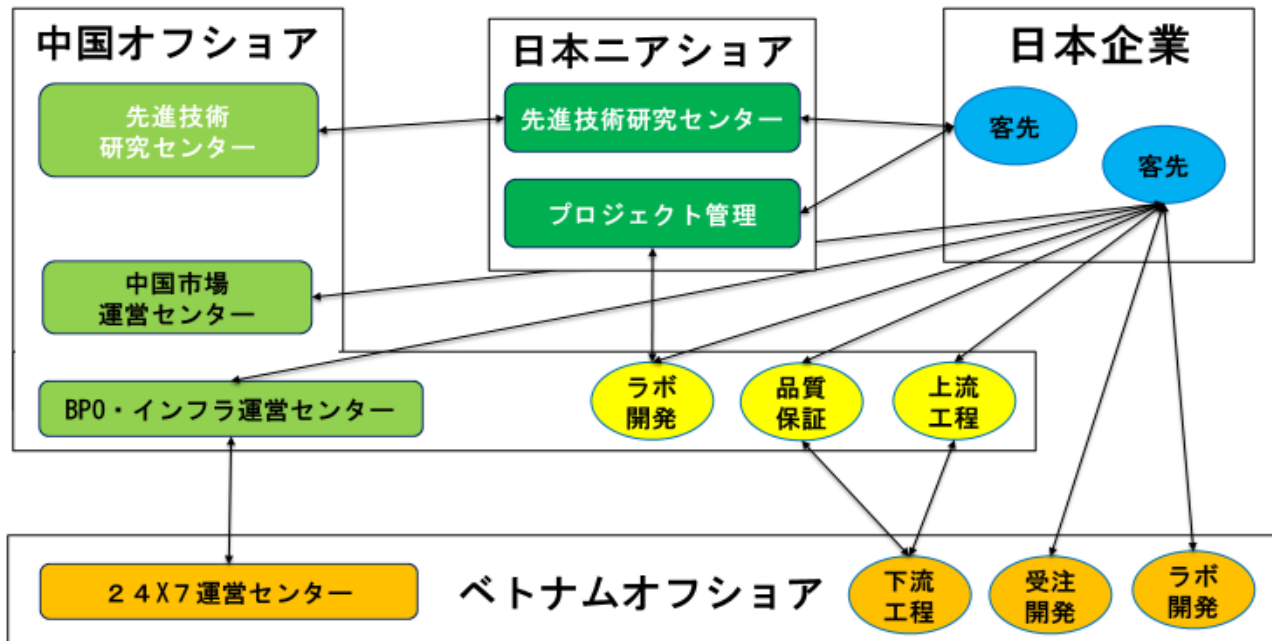 中国オフショア
先進技術
研究センター
中国市場
運営センター
BPO・インフラ運営センター
日本ニアショア
先進技術研究センター
プロジェクト管理
日本企業
客先
客先
ラボ
開発
品質
保証
上流
工程
ベトナムオフショア
２４X７運営センター
下流
工程
受注
開発
ラボ
開発